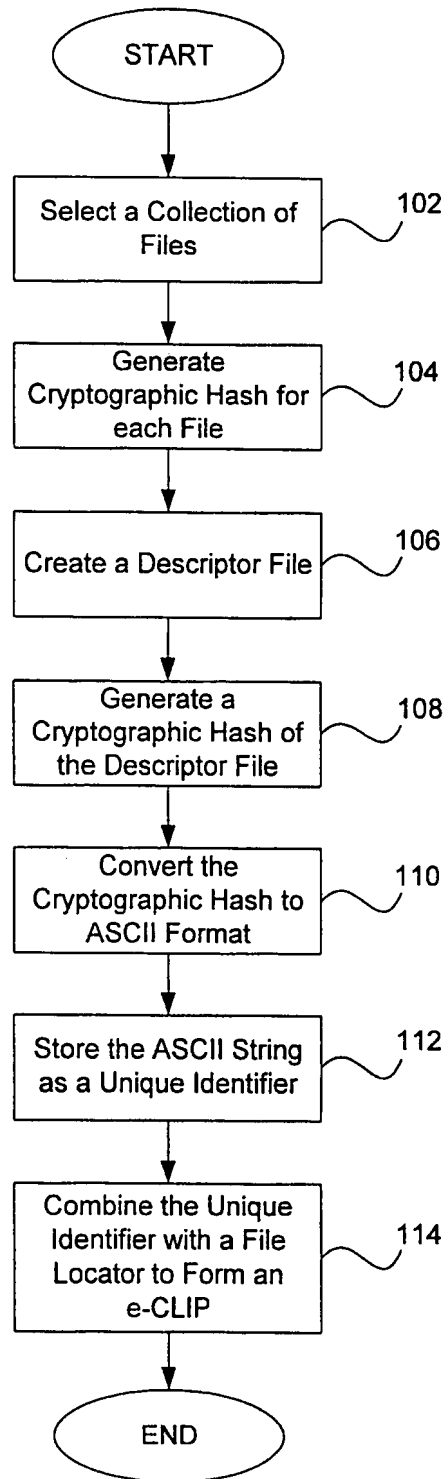 START
Select a Collection of
Files
102
Generate
Cryptographic Hash for
each File
104
Create a Descriptor File
106
Generate a
Cryptographic Hash of
the Descriptor File
108
Convert the
Cryptographic Hash to
ASCII Format
110
Store the ASCII String
as a Unique Identifier
112
Combine the Unique
Identifier with a File
Locator to Form an
e-CLIP
114
END